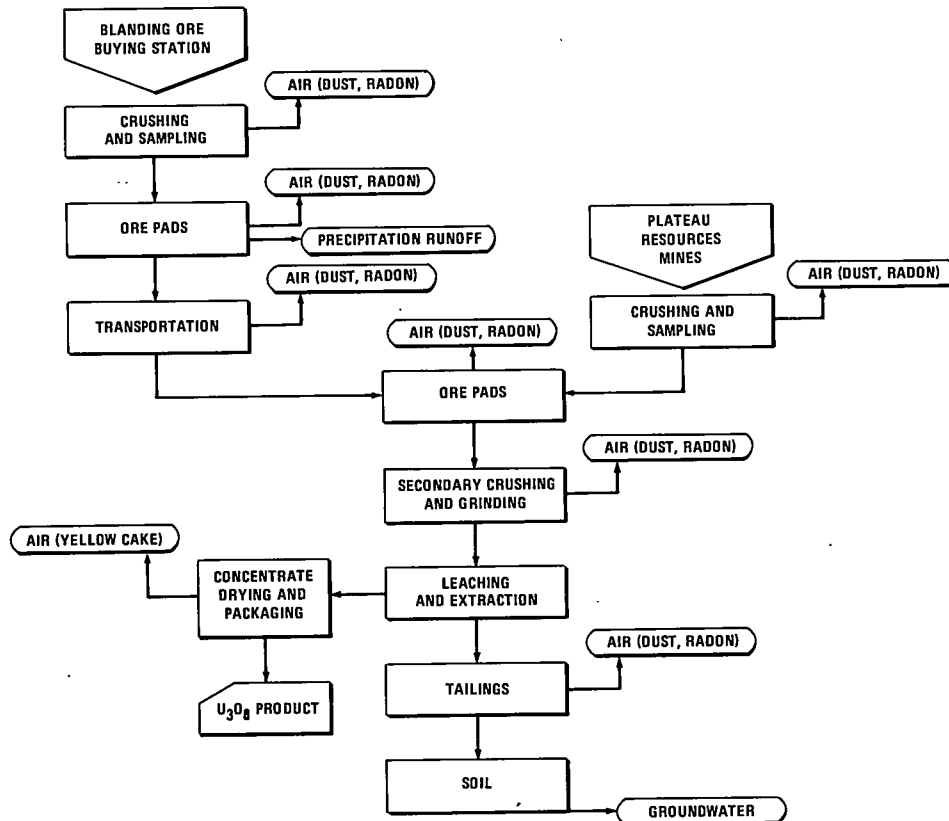 BLANDING ORE
BUYING STATION
AIR (DUST, RADON)
CRUSHING
AND SAMPLING
AIR (DUST, RADON)
ORE PADS
PRECIPITATION RUNOFF
PLATEAU
RESOURCES
MINES
AIR (DUST, RADON)
AIR (DUST, RADON)
TRANSPORTATION
CRUSHING AND
SAMPLING
AIR (DUST, RADON)
ORE PADS
AIR (DUST, RADON)
SECONDARY CRUSHING
AND GRINDING
AIR (YELLOW CAKE)
CONCENTRATE
DRYING AND
PACKAGING
LEACHING
AND EXTRACTION
AIR (DUST, RADON)
TAILINGS
U3O8 PRODUCT
SOIL
GROUNDWATER